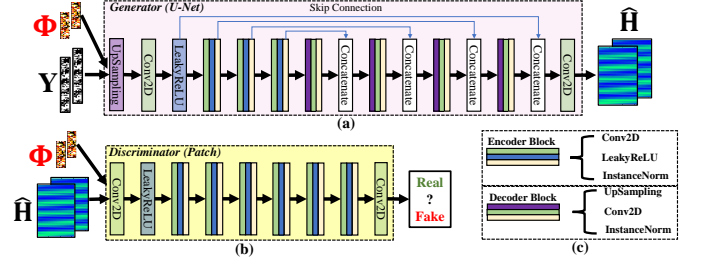 Generator (U-Net)
Skip Connection
Φ
Y
UpSampling
Conv2D
LeakyReLU
Concatenate
Concatenate
Concatenate
Concatenate
Conv2D
Ĥ
(a)
Discriminator (Patch)
Φ
Ĥ
Conv2D
LeakyReLU
Conv2D
Real
?
Fake
(b)
Encoder Block
Conv2D
LeakyReLU
InstanceNorm
Decoder Block
UpSampling
Conv2D
InstanceNorm
(c)